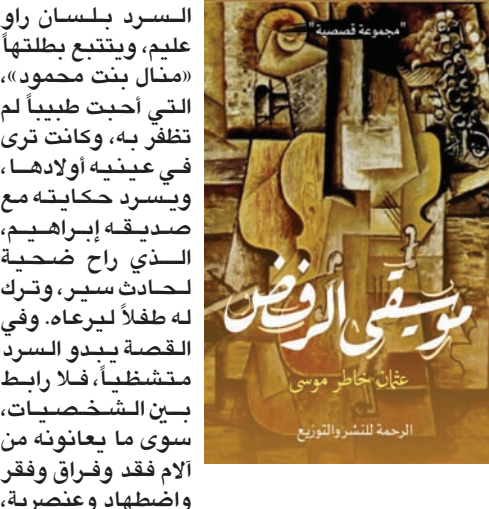 السرد بلسان راوٍ
عليم، ويتتبع بطلتها
«منال بنت محمود»،
التي أحبت طبيباً لم
تظفر به، وكانت ترى
في عينيه أولادها،
ويسرد حكايته مع
صديقه إبراهيم،
الذي راح ضحية
لحادث سير، وترك
له طفلاً ليرعاه. وفي
القصة يبدو السرد
متشظياً، فلا رابط
بين الشخصيات،
سوى ما يعانونه من
آلام فقد وفراق وفقر
واضطهاد وعنصرية،
"مجموعة قصصية"
موسيقى الرفض
عثمان خاطر موسى
الرحمة للنشر والتوزيع